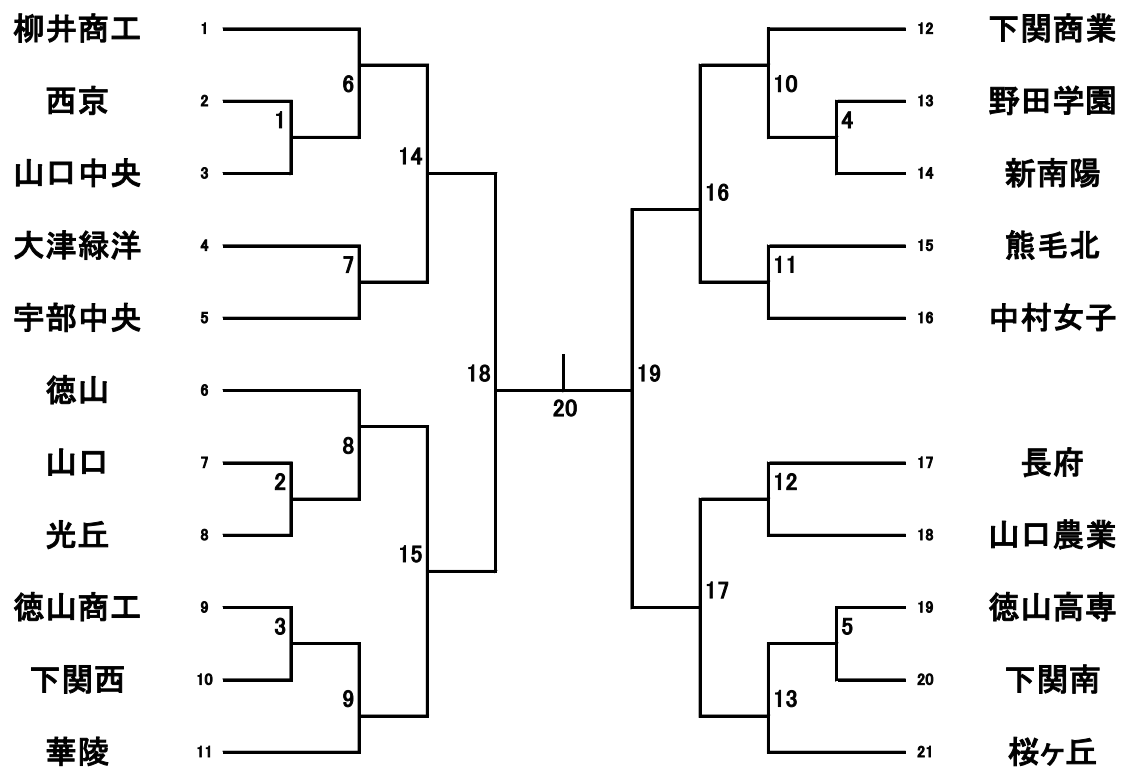 柳井商工 1
西京 2
山口中央 3
大津緑洋 4
宇部中央 5
徳山 6
山口 7
光丘 8
徳山商工 9
下関西 10
華陵 11
1
2
3
6
7
8
9
14
15
18
20
19
16
17
10
11
12
13
4
5
12 下関商業
13 野田学園
14 新南陽
15 熊毛北
16 中村女子
17 長府
18 山口農業
19 徳山高専
20 下関南
21 桜ヶ丘